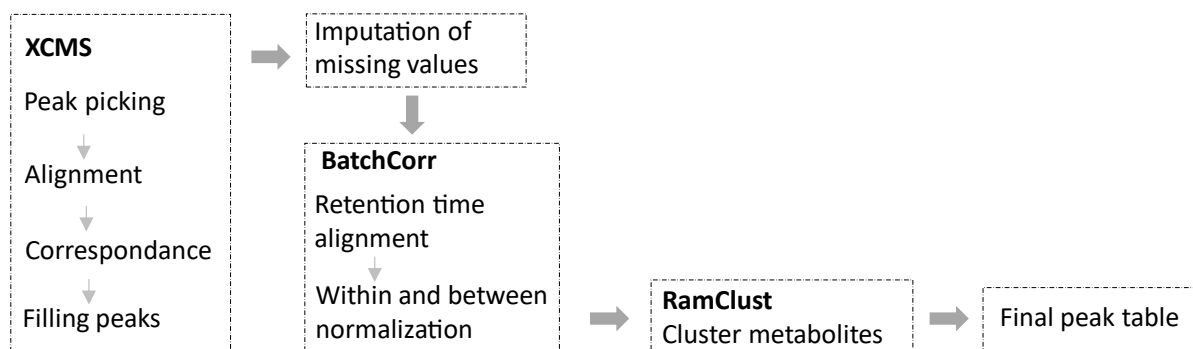 XCMS
Peak picking
Alignment
Correspondance
Filling peaks
Imputation of
missing values
BatchCorr
Retention time
alignment
Within and between
normalization
RamClust
Cluster metabolites
Final peak table